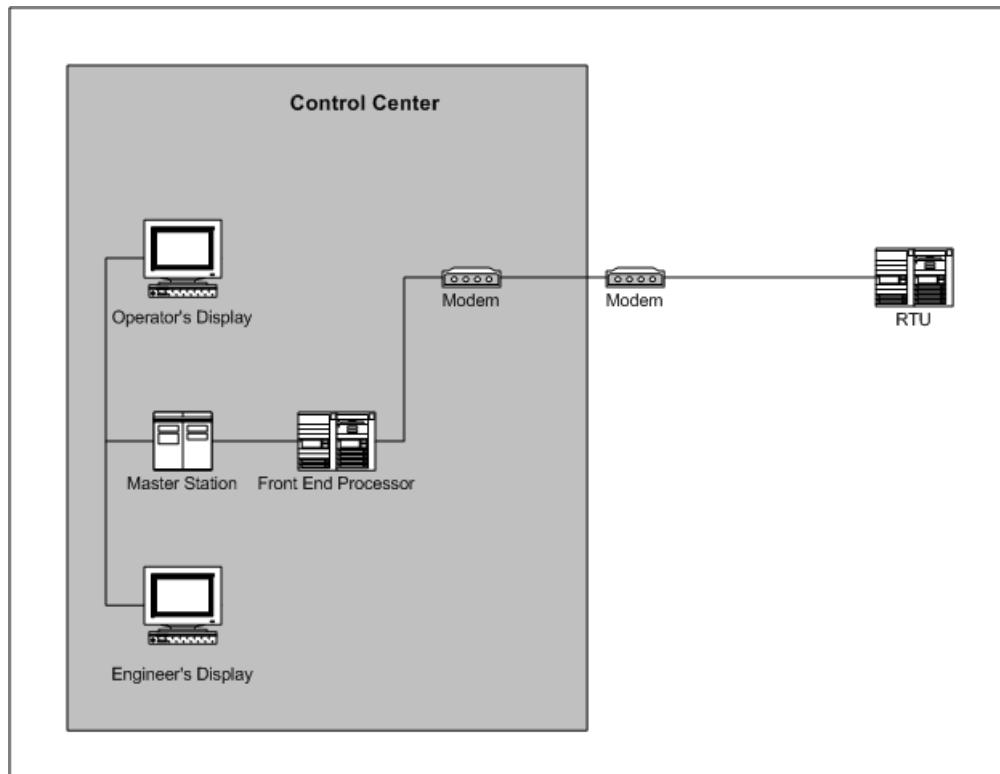 Control Center
Operator's Display
Modem
Modem
RTU
Master Station
Front End Processor
Engineer's Display